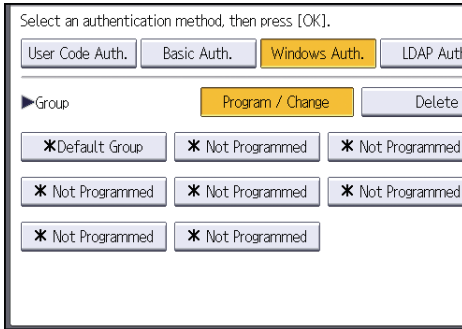 Select an authentication method, then press [OK].
User Code Auth. Basic Auth. Windows Auth. LDAP Auth
▶Group Program / Change Delete
*Default Group * Not Programmed * Not Programmed
* Not Programmed * Not Programmed * Not Programmed
* Not Programmed * Not Programmed